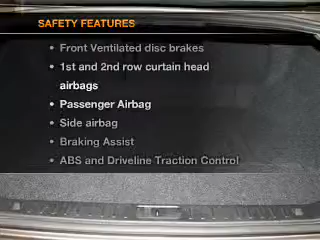 SAFETY FEATURES
• Front Ventilated disc brakes
• 1st and 2nd row curtain head
airbags
• Passenger Airbag
• Side airbag
• Braking Assist
• ABS and Driveline Traction Control